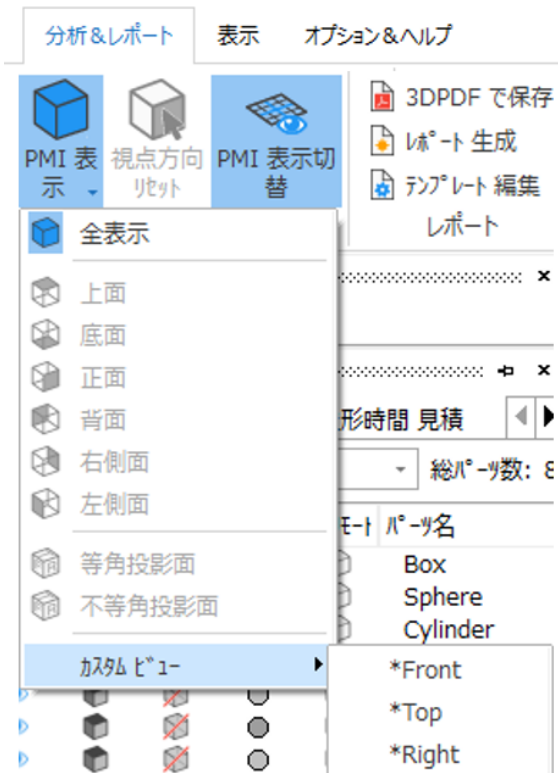 分析&レポート 表示 オプション&ヘルプ
PMI 表示 視点方向リセット PMI 表示切替
3DPDF で保存
レポート 生成
テンプレート 編集
レポート
全表示
上面
底面
正面
背面
右側面
左側面
等角投影面
不等角投影面
カスタム ビュー
形時間 見積
総パーツ数: 8
モード パーツ名
Box
Sphere
Cylinder
*Front
*Top
*Right